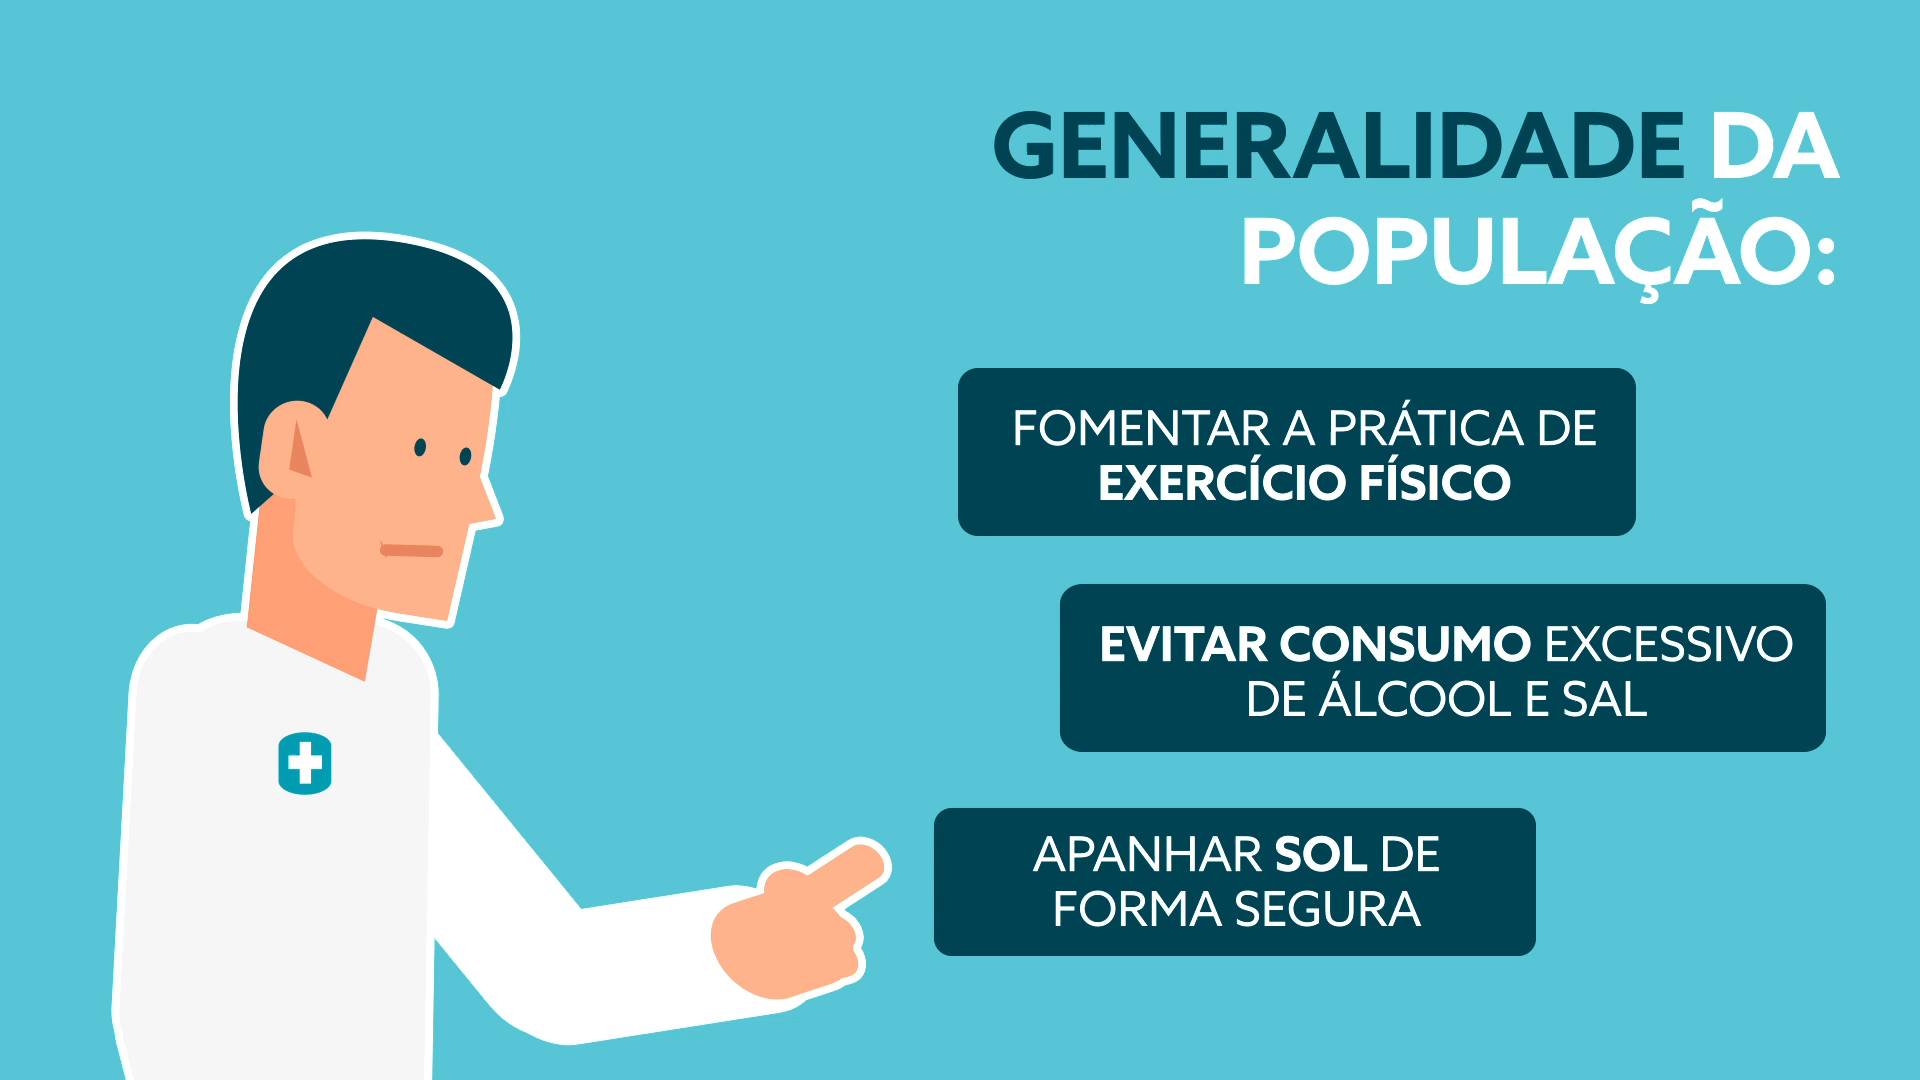 GENERALIDADE DA
POPULAÇÃO:
FOMENTAR A PRÁTICA DE
EXERCÍCIO FÍSICO
EVITAR CONSUMO EXCESSIVO
DE ÁLCOOL E SAL
APANHAR SOL DE
FORMA SEGURA